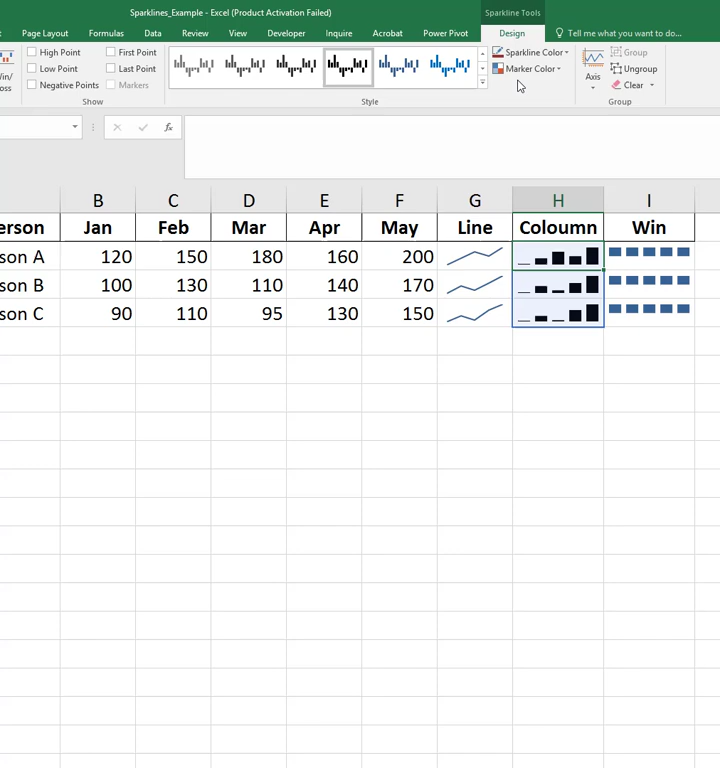 Sparklines_Example - Excel (Product Activation Failed)
Sparkline Tools
Page Layout Formulas Data Review View Developer Inquire Acrobat Power Pivot Design Tell me what you want to do...
High Point First Point Sparkline Color Group
Win/ Low Point Last Point Marker Color Axis Ungroup
oss Negative Points Markers Clear
Show Style Group
fx
B C D E F G H I
erson Jan Feb Mar Apr May Line Coloumn Win
son A 120 150 180 160 200
son B 100 130 110 140 170
son C 90 110 95 130 150